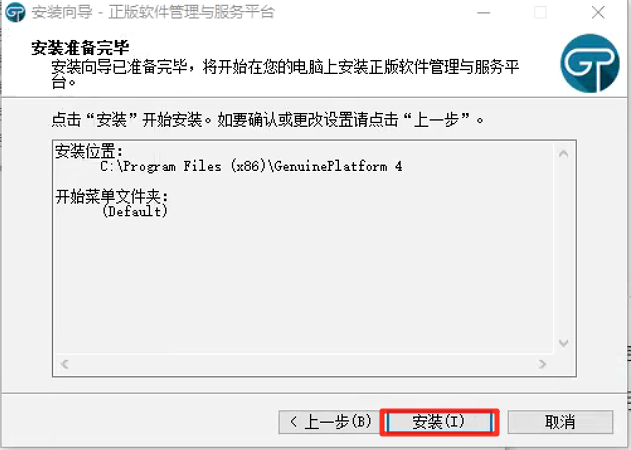 安装向导 - 正版软件管理与服务平台
安装准备完毕
安装向导已准备完毕，将开始在您的电脑上安装正版软件管理与服务平
台。
GP
点击“安装”开始安装。如要确认或更改设置请点击“上一步”。
安装位置:
C:\Program Files (x86)\GenuinePlatform 4
开始菜单文件夹:
(Default)
< 上一步(B) 安装(I) 取消